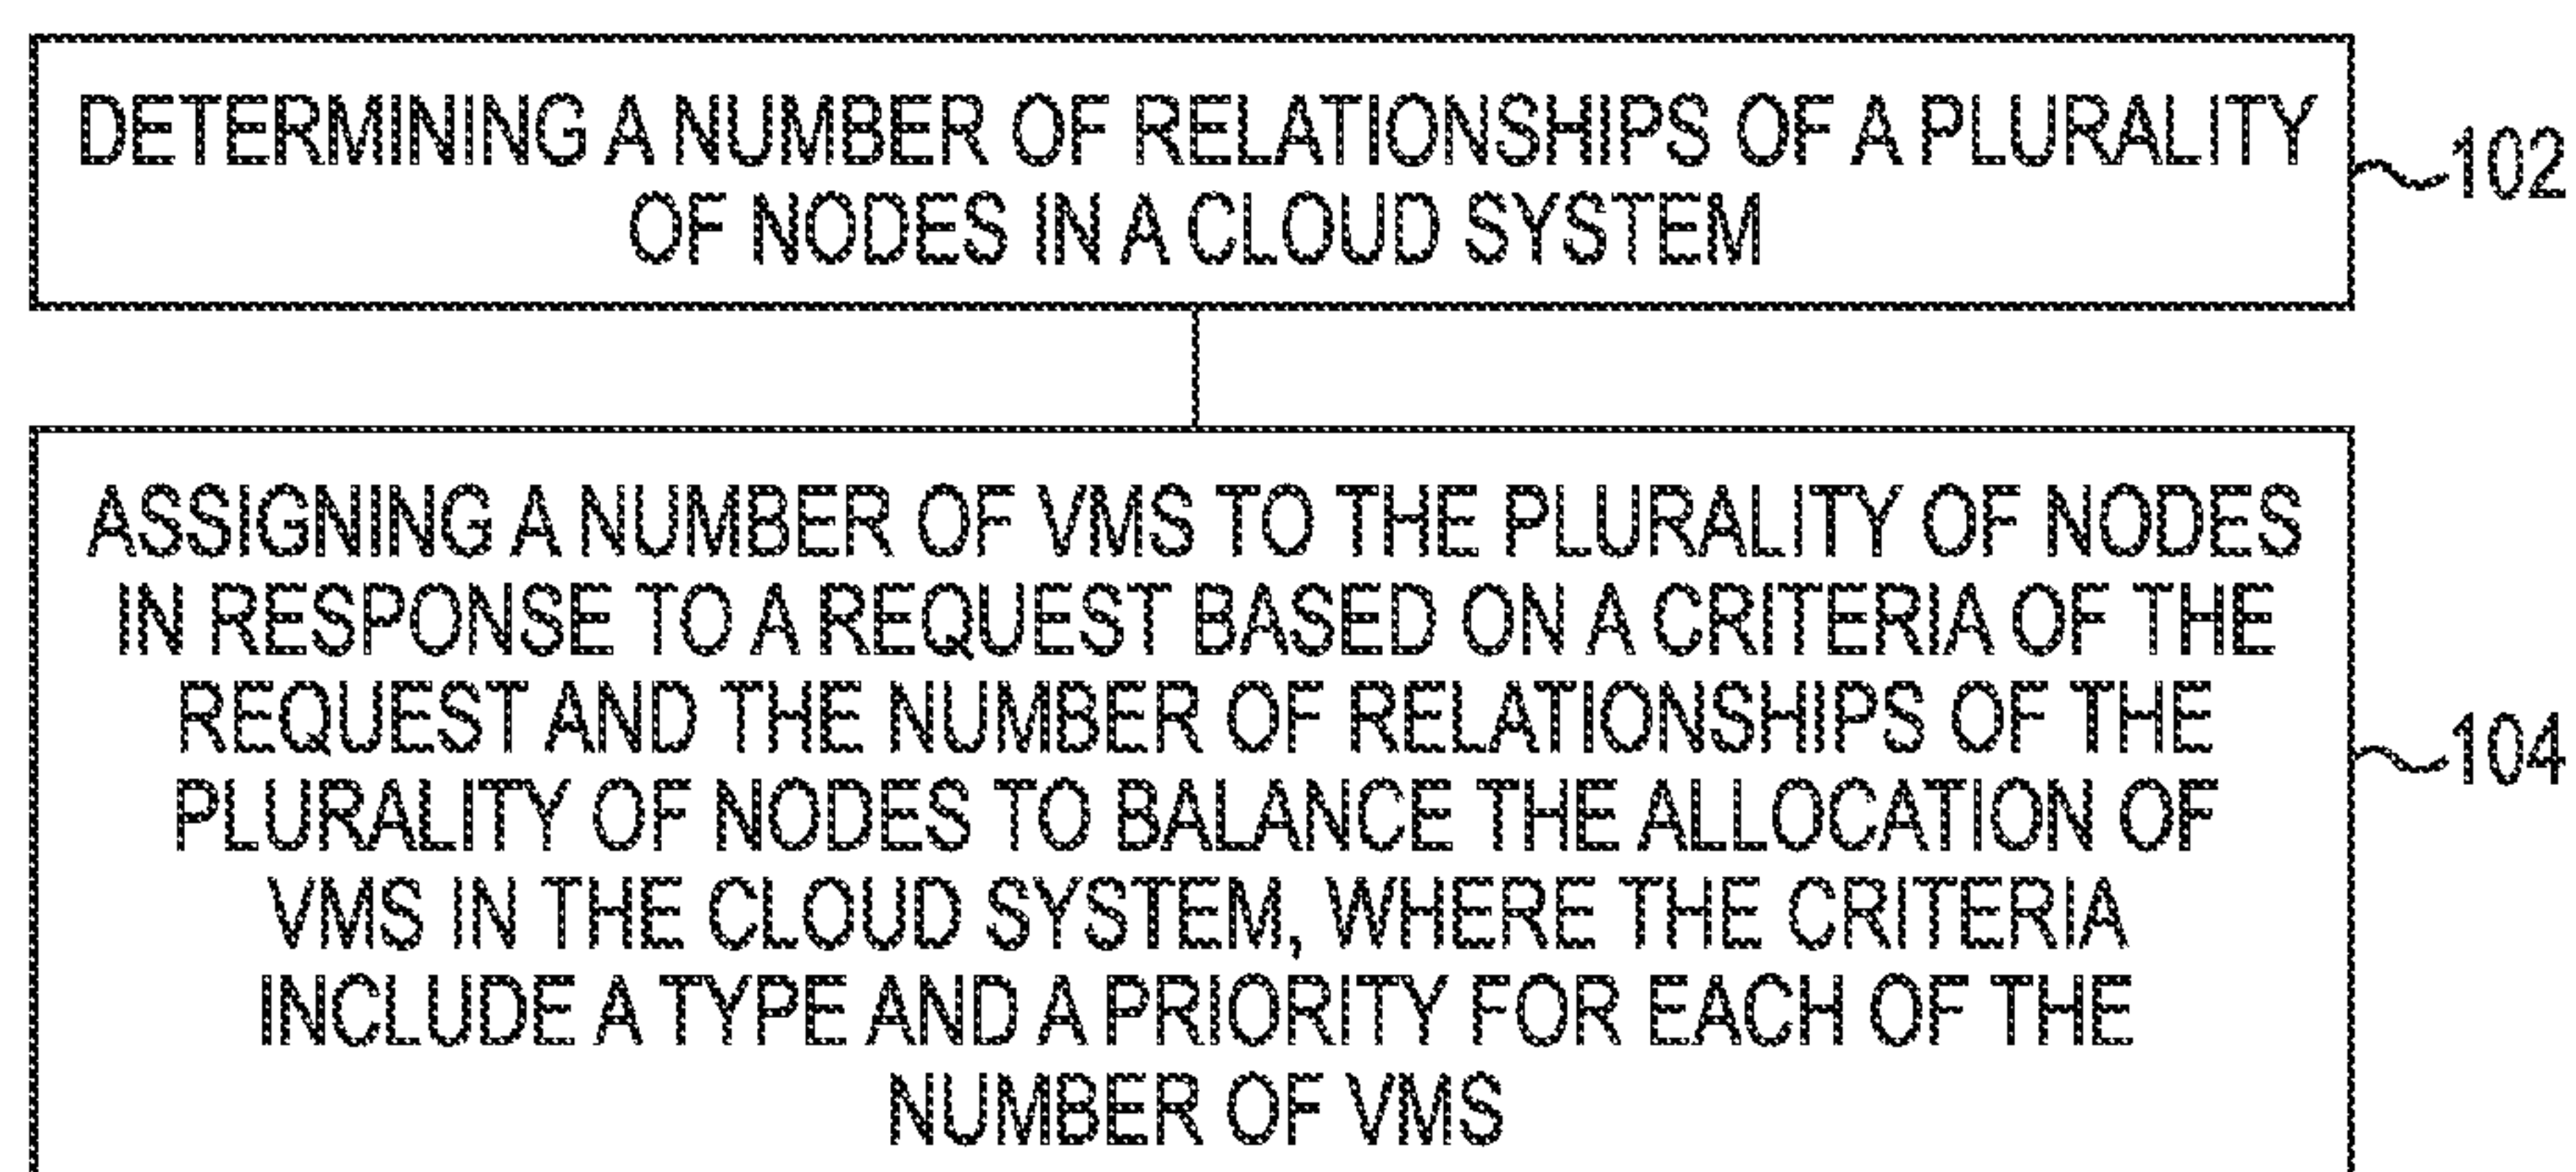 DETERMINING A NUMBER OF RELATIONSHIPS OF A PLURALITY
OF NODES IN A CLOUD SYSTEM
102
ASSIGNING A NUMBER OF VMS TO THE PLURALITY OF NODES
IN RESPONSE TO A REQUEST BASED ON A CRITERIA OF THE
REQUEST AND THE NUMBER OF RELATIONSHIPS OF THE
PLURALITY OF NODES TO BALANCE THE ALLOCATION OF
VMS IN THE CLOUD SYSTEM, WHERE THE CRITERIA
INCLUDE A TYPE AND A PRIORITY FOR EACH OF THE
NUMBER OF VMS
104